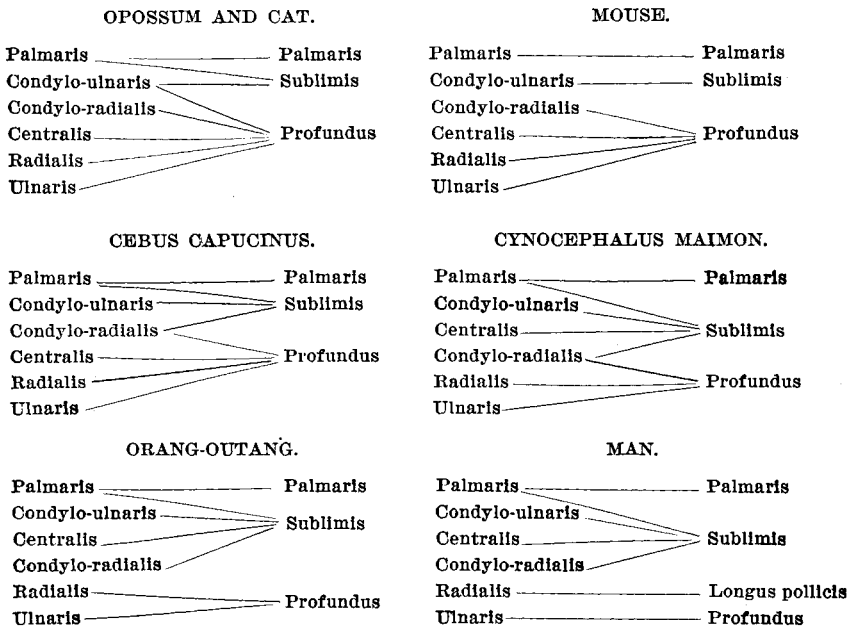 OPOSSUM AND CAT.
Palmaris Palmaris
Condylo-ulnaris Sublimis
Condylo-radialis
Centralis Profundus
Radialis
Ulnaris
MOUSE.
Palmaris Palmaris
Condylo-ulnaris Sublimis
Condylo-radialis
Centralis Profundus
Radialis
Ulnaris
CEBUS CAPUCINUS.
Palmaris Palmaris
Condylo-ulnaris Sublimis
Condylo-radialis
Centralis Profundus
Radialis
Ulnaris
CYNOCEPHALUS MAIMON.
Palmaris Palmaris
Condylo-ulnaris
Centralis Sublimis
Condylo-radialis
Radialis Profundus
Ulnaris
ORANG-OUTANG.
Palmaris Palmaris
Condylo-ulnaris Sublimis
Centralis
Condylo-radialis
Radialis Profundus
Ulnaris
MAN.
Palmaris Palmaris
Condylo-ulnaris
Centralis Sublimis
Condylo-radialis
Radialis Longus pollicis
Ulnaris Profundus